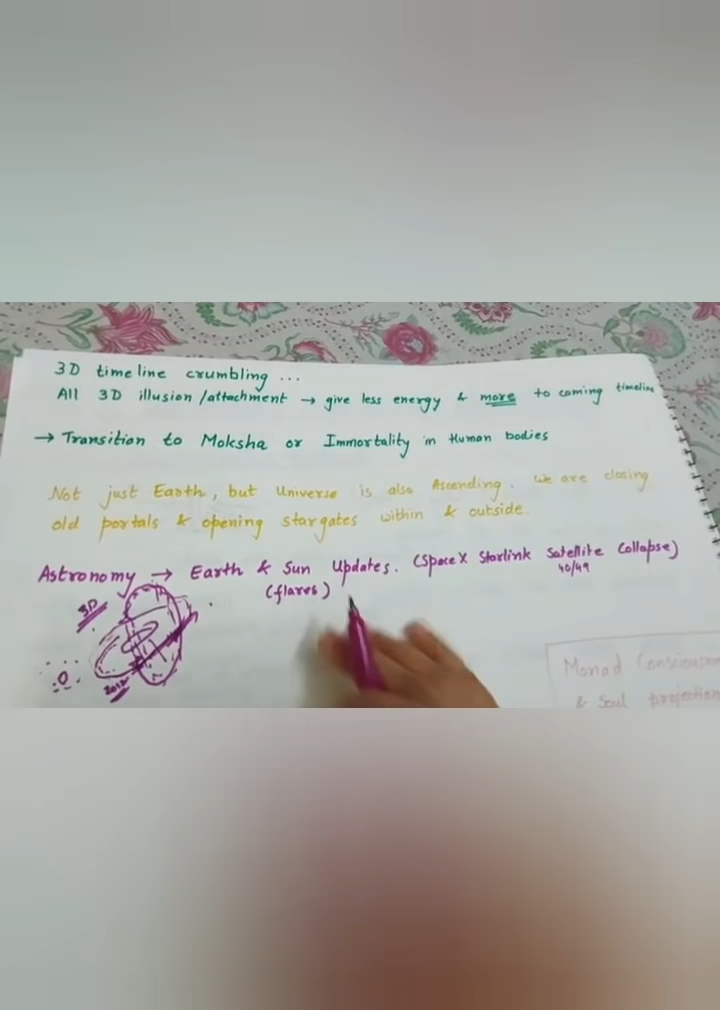 3D timeline crumbling ...
All 3D illusion/attachment → give less energy & more to coming timeline
→ Transition to Moksha or Immortality in Human bodies
Not just Earth, but Universe is also Ascending. we are closing
old portals & opening stargates within & outside.
Astronomy → Earth & Sun Updates. (SpaceX Starlink Satellite Collapse)
(flares)
40/49
3D
2012
Monad Consciousn
& Soul projection